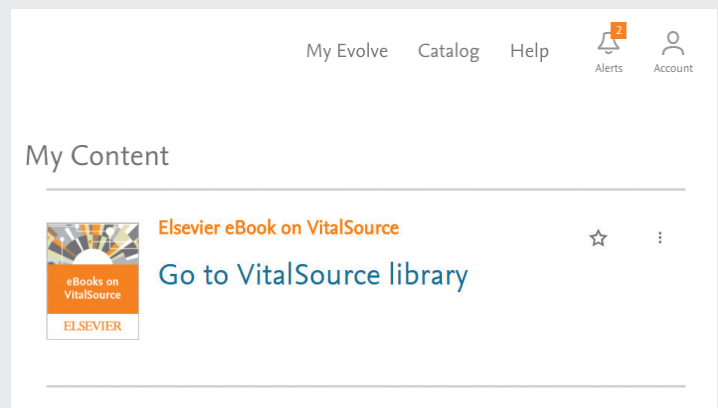 My Evolve Catalog Help
2
Alerts Account
My Content
Elsevier eBook on VitalSource
Go to VitalSource library
eBooks on
VitalSource
ELSEVIER